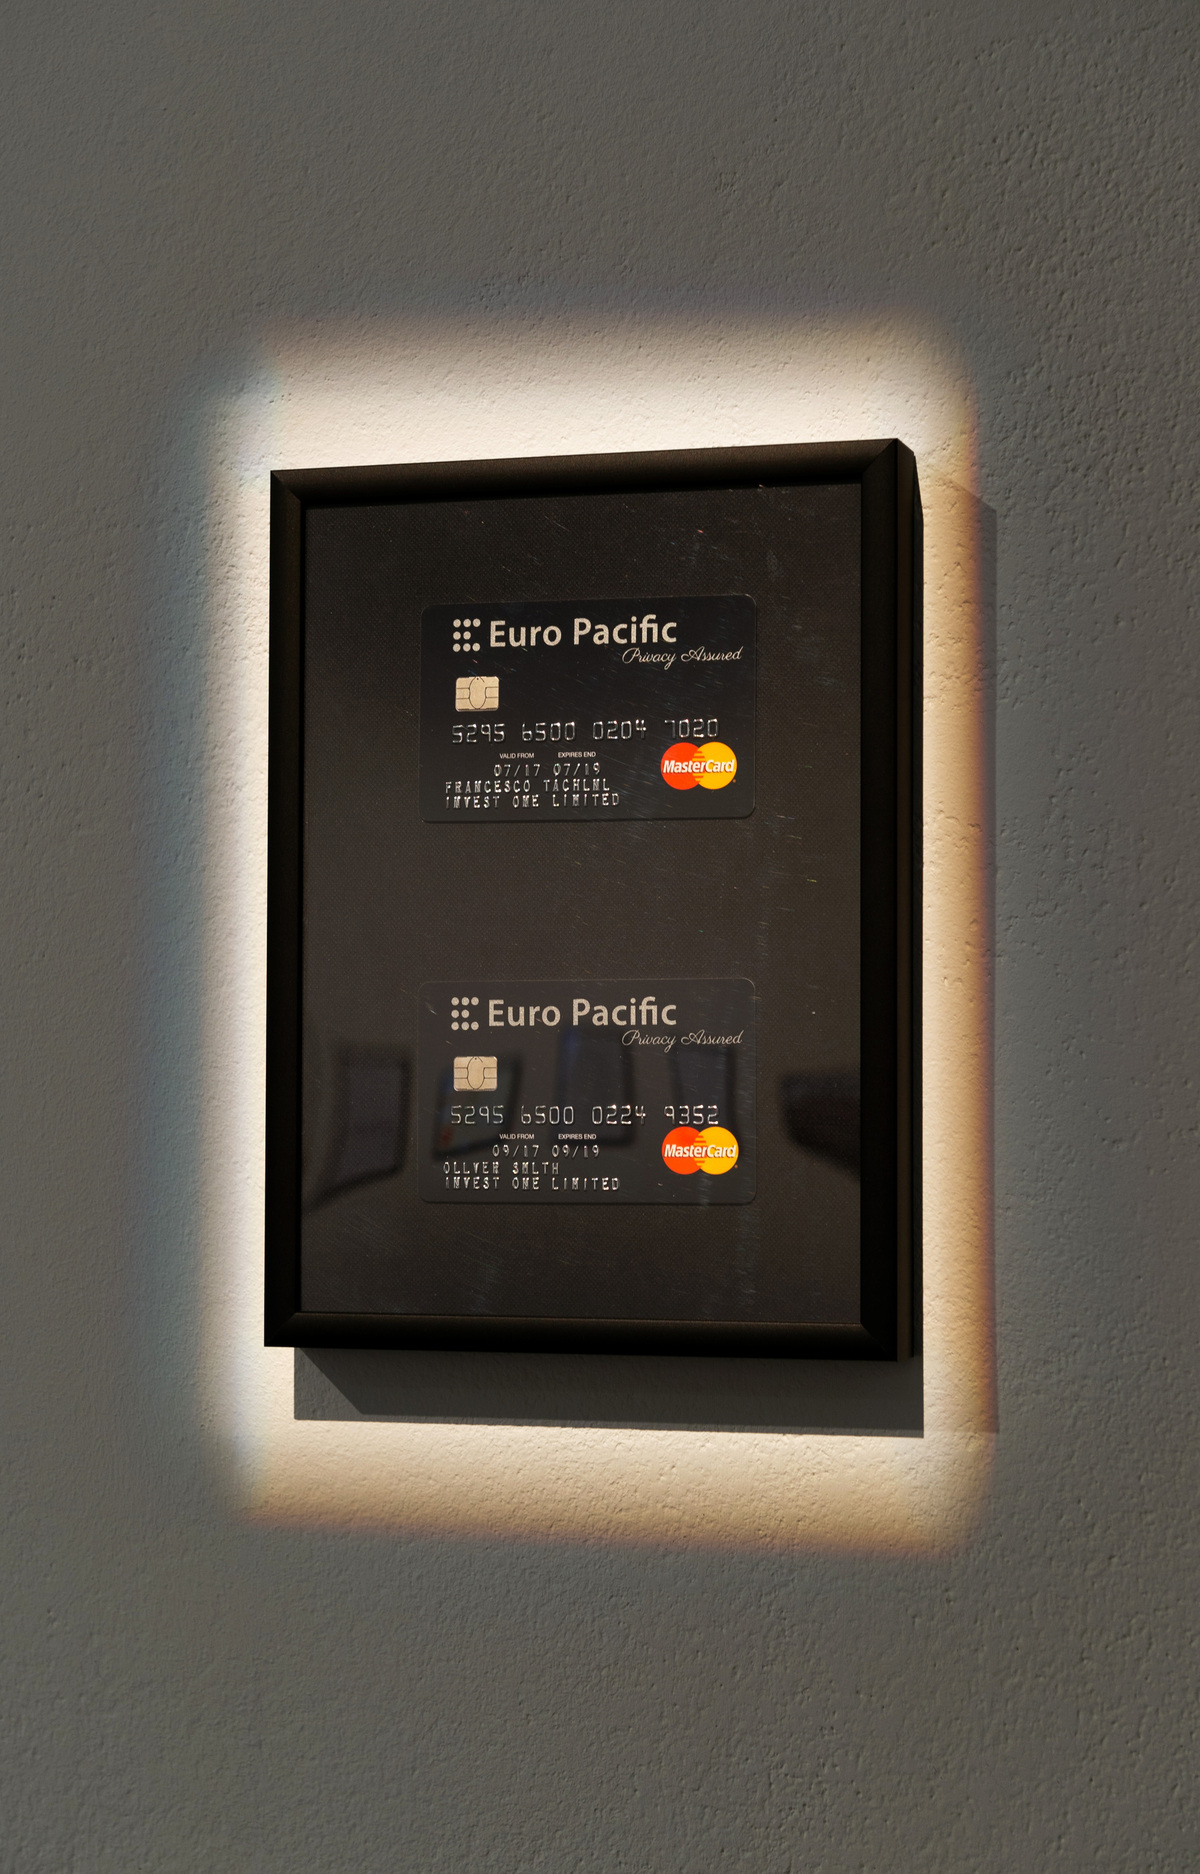 Euro Pacific
Privacy Assured
5295 6500 0204 7020
VALID FROM EXPIRES END
07/17 07/19
MasterCard
FRANCESCO TACHINI
INVEST ONE LIMITED
Euro Pacific
Privacy Assured
5295 6500 0224 9352
VALID FROM EXPIRES END
09/17 09/19
MasterCard
OLIVER SMITH
INVEST ONE LIMITED